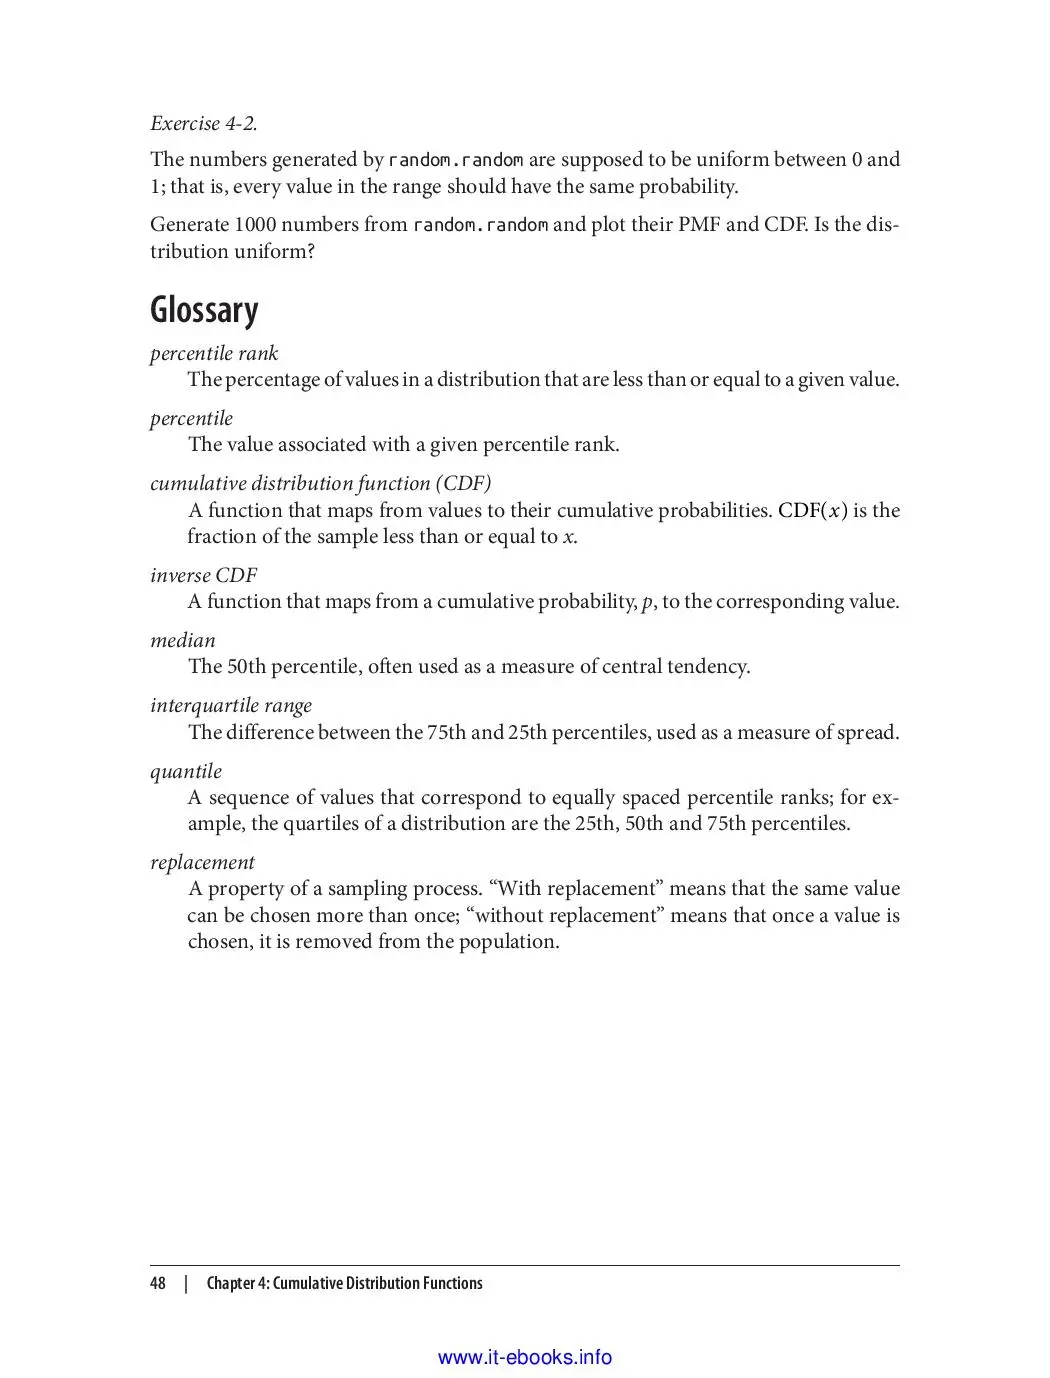 Exercise 4-2.
The numbers generated by random.random are supposed to be uniform between 0 and
1; that is, every value in the range should have the same probability.
Generate 1000 numbers from random.random and plot their PMF and CDF. Is the dis-
tribution uniform?
Glossary
percentile rank
The percentage of values in a distribution that are less than or equal to a given value.
percentile
The value associated with a given percentile rank.
cumulative distribution function (CDF)
A function that maps from values to their cumulative probabilities. CDF(x) is the
fraction of the sample less than or equal to x.
inverse CDF
A function that maps from a cumulative probability, p, to the corresponding value.
median
The 50th percentile, often used as a measure of central tendency.
interquartile range
The difference between the 75th and 25th percentiles, used as a measure of spread.
quantile
A sequence of values that correspond to equally spaced percentile ranks; for ex-
ample, the quartiles of a distribution are the 25th, 50th and 75th percentiles.
replacement
A property of a sampling process. “With replacement” means that the same value
can be chosen more than once; “without replacement” means that once a value is
chosen, it is removed from the population.
48 | Chapter 4: Cumulative Distribution Functions
www.it-ebooks.info